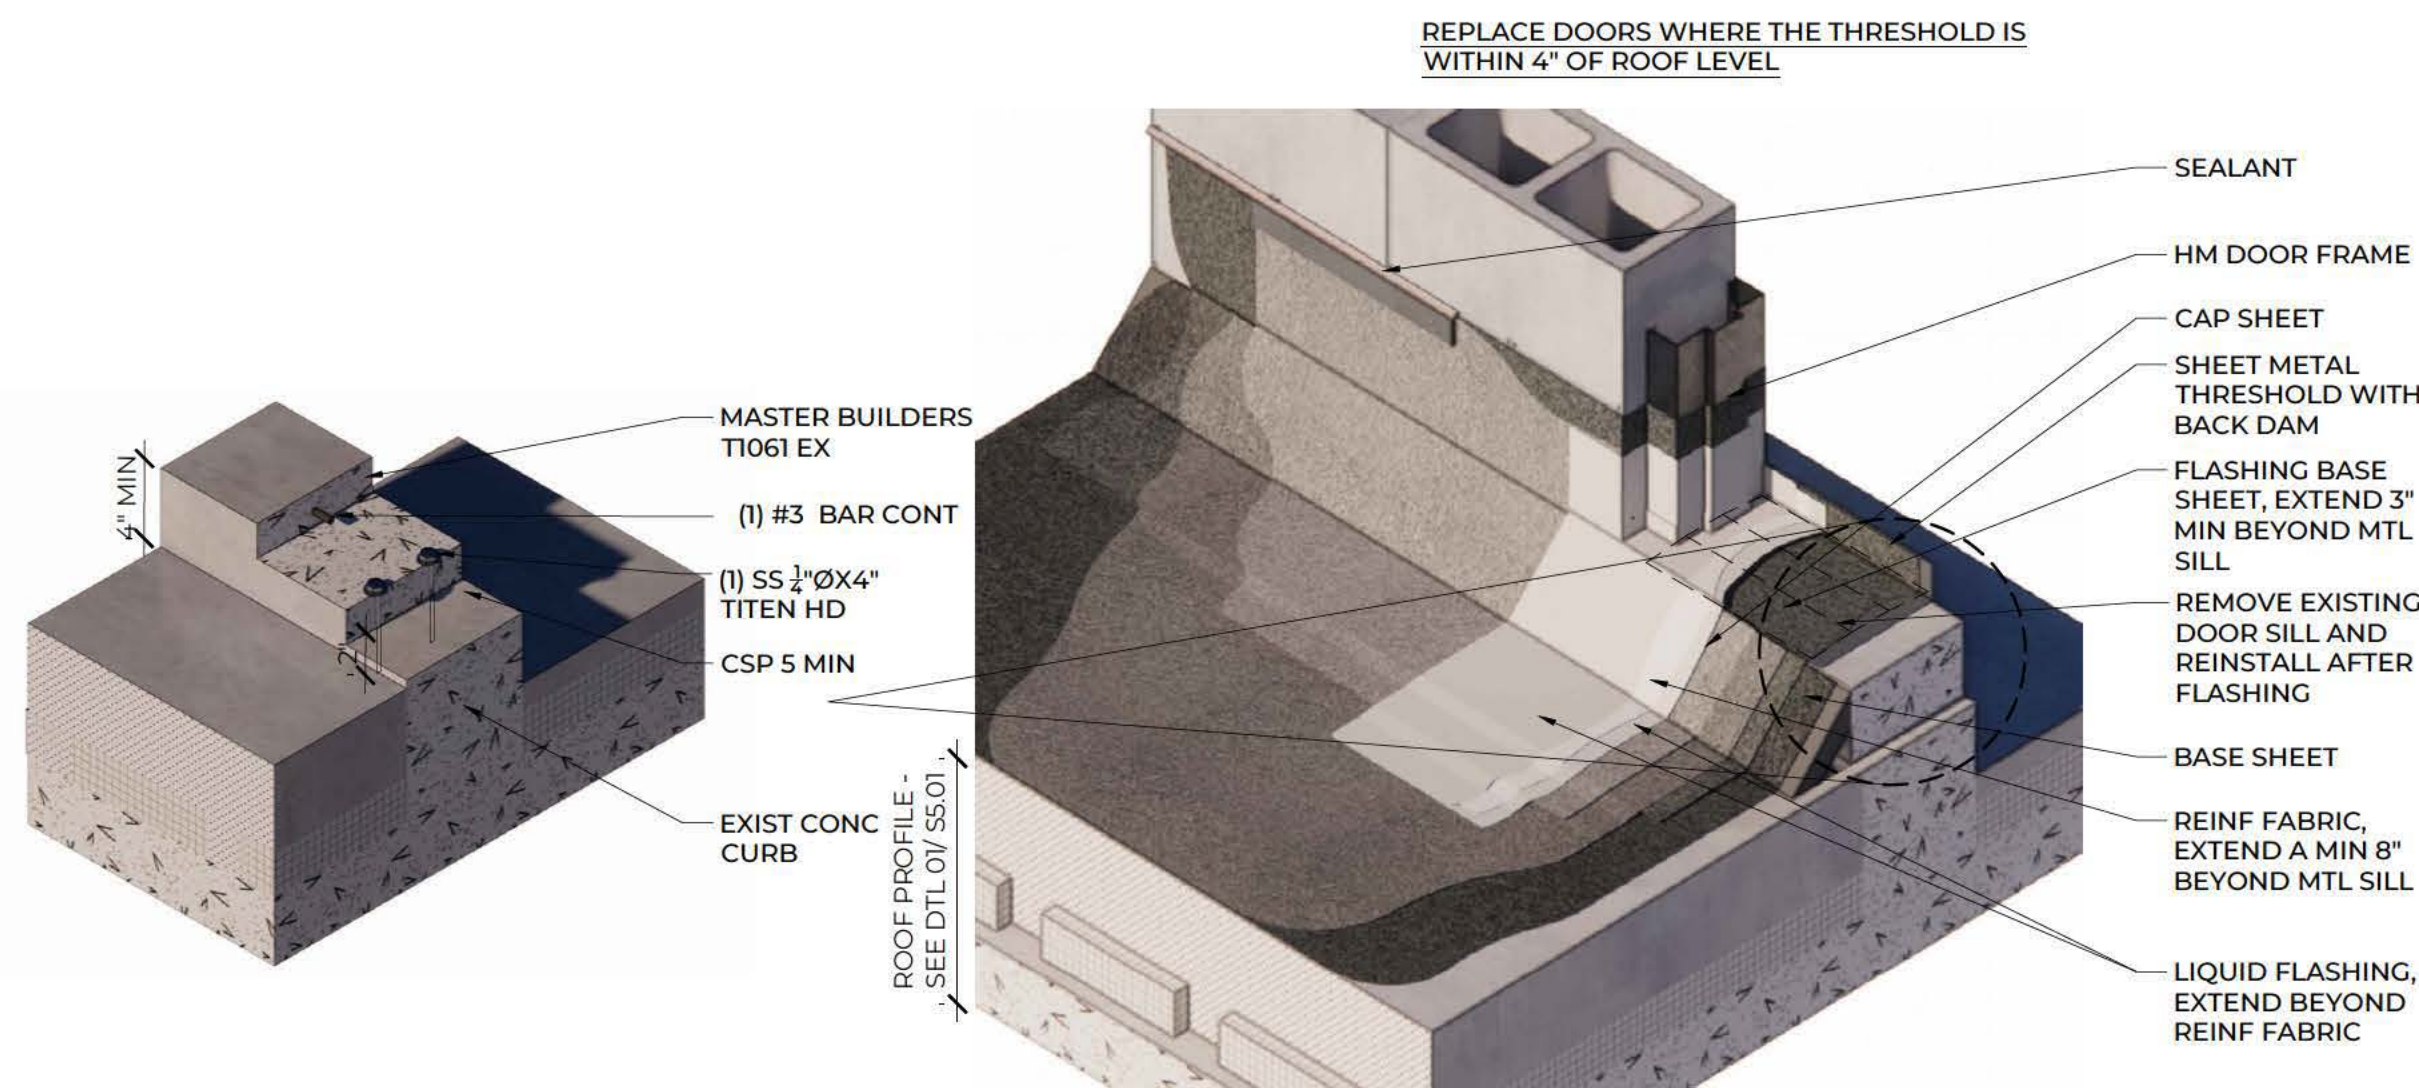 REPLACE DOORS WHERE THE THRESHOLD IS
WITHIN 4" OF ROOF LEVEL
4" MIN
MASTER BUILDERS
T1061 EX
(1) #3 BAR CONT
(1) SS 1/4"ØX4"
TITEN HD
2"
CSP 5 MIN
EXIST CONC
CURB
ROOF PROFILE -
SEE DTL 01/ S5.01
SEALANT
HM DOOR FRAME
CAP SHEET
SHEET METAL
THRESHOLD WITH
BACK DAM
FLASHING BASE
SHEET, EXTEND 3"
MIN BEYOND MTL
SILL
REMOVE EXISTING
DOOR SILL AND
REINSTALL AFTER
FLASHING
BASE SHEET
REINF FABRIC,
EXTEND A MIN 8"
BEYOND MTL SILL
LIQUID FLASHING,
EXTEND BEYOND
REINF FABRIC